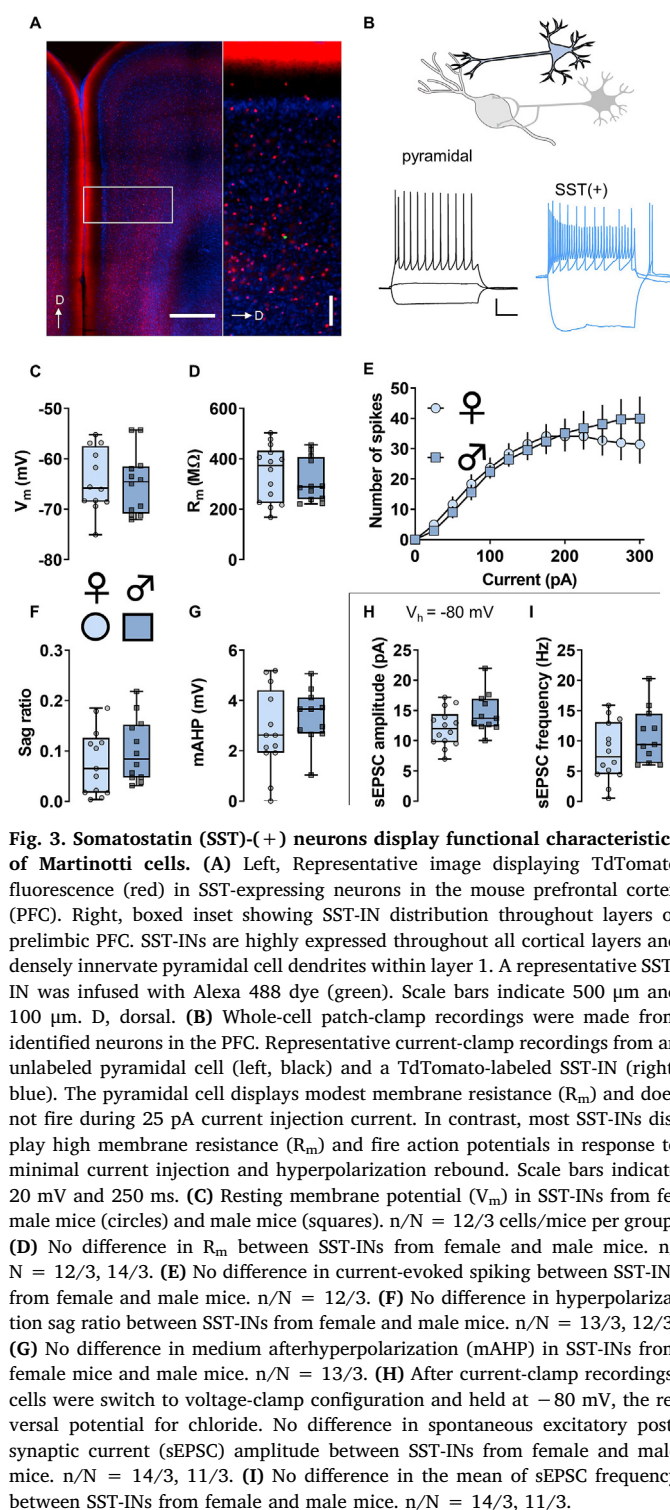 A
B
D
D
pyramidal
SST(+)
C
D
E
-50
-60
-70
-80
Vm (mV)
600
400
200
0
Rm (MΩ)
50
40
30
20
10
0
Number of spikes
0
100
200
300
Current (pA)
♀
♂
♀
♂
F
G
H
Vh = -80 mV
I
0.3
0.2
0.1
0.0
Sag ratio
6
4
2
0
mAHP (mV)
25
20
15
10
5
0
sEPSC amplitude (pA)
25
20
15
10
5
0
sEPSC frequency (Hz)
Fig. 3. Somatostatin (SST)-(+) neurons display functional characteristic
of Martinotti cells. (A) Left, Representative image displaying TdTomat
fluorescence (red) in SST-expressing neurons in the mouse prefrontal corte
(PFC). Right, boxed inset showing SST-IN distribution throughout layers o
prelimbic PFC. SST-INs are highly expressed throughout all cortical layers and
densely innervate pyramidal cell dendrites within layer 1. A representative SST
IN was infused with Alexa 488 dye (green). Scale bars indicate 500 μm and
100 μm. D, dorsal. (B) Whole-cell patch-clamp recordings were made from
identified neurons in the PFC. Representative current-clamp recordings from a
unlabeled pyramidal cell (left, black) and a TdTomato-labeled SST-IN (right
blue). The pyramidal cell displays modest membrane resistance (Rm) and doe
not fire during 25 pA current injection current. In contrast, most SST-INs dis
play high membrane resistance (Rm) and fire action potentials in response to
minimal current injection and hyperpolarization rebound. Scale bars indicat
20 mV and 250 ms. (C) Resting membrane potential (Vm) in SST-INs from fe
male mice (circles) and male mice (squares). n/N = 12/3 cells/mice per group
(D) No difference in Rm between SST-INs from female and male mice. n
N = 12/3, 14/3. (E) No difference in current-evoked spiking between SST-IN
from female and male mice. n/N = 12/3. (F) No difference in hyperpolariza
tion sag ratio between SST-INs from female and male mice. n/N = 13/3, 12/3
(G) No difference in medium afterhyperpolarization (mAHP) in SST-INs from
female mice and male mice. n/N = 13/3. (H) After current-clamp recordings
cells were switch to voltage-clamp configuration and held at −80 mV, the re
versal potential for chloride. No difference in spontaneous excitatory post
synaptic current (sEPSC) amplitude between SST-INs from female and mal
mice. n/N = 14/3, 11/3. (I) No difference in the mean of sEPSC frequency
between SST-INs from female and male mice. n/N = 14/3, 11/3.